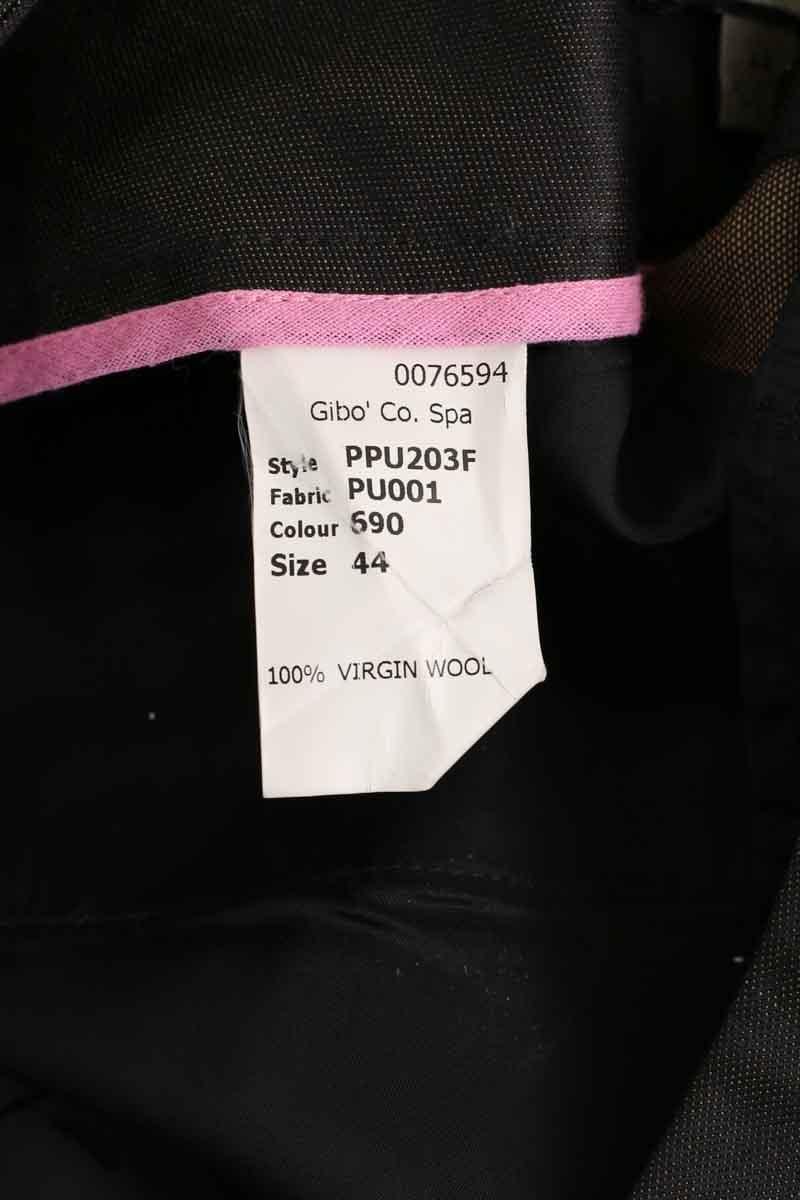 0076594
Gibo' Co. Spa
Style PPU203F
Fabric PU001
Colour 690
Size 44
100% VIRGIN WOOL